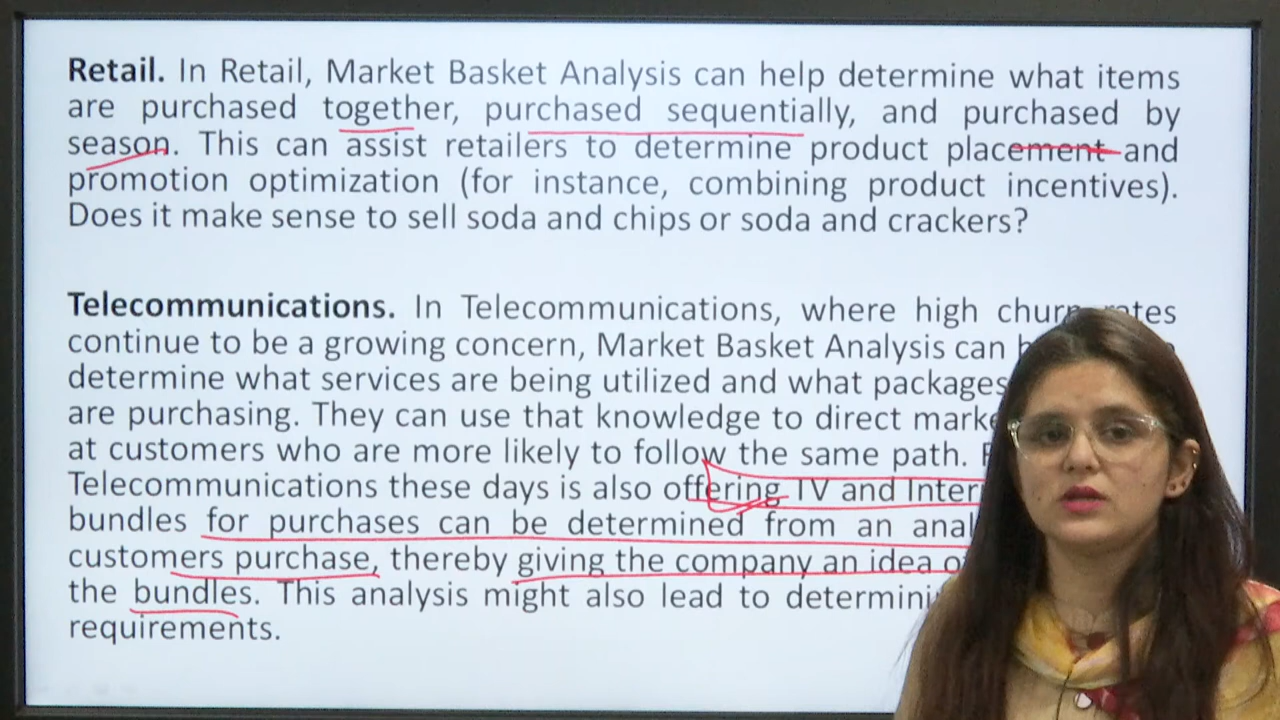 Retail. In Retail, Market Basket Analysis can help determine what items
are purchased together, purchased sequentially, and purchased by
season. This can assist retailers to determine product placement and
promotion optimization (for instance, combining product incentives).
Does it make sense to sell soda and chips or soda and crackers?
Telecommunications. In Telecommunications, where high churn rates
continue to be a growing concern, Market Basket Analysis can
determine what services are being utilized and what packages
are purchasing. They can use that knowledge to direct
at customers who are more likely to follow the same path.
Telecommunications these days is also offering TV and
bundles for purchases can be determined from an
customers purchase, thereby giving the company an idea
the bundles. This analysis might also lead to
requirements.